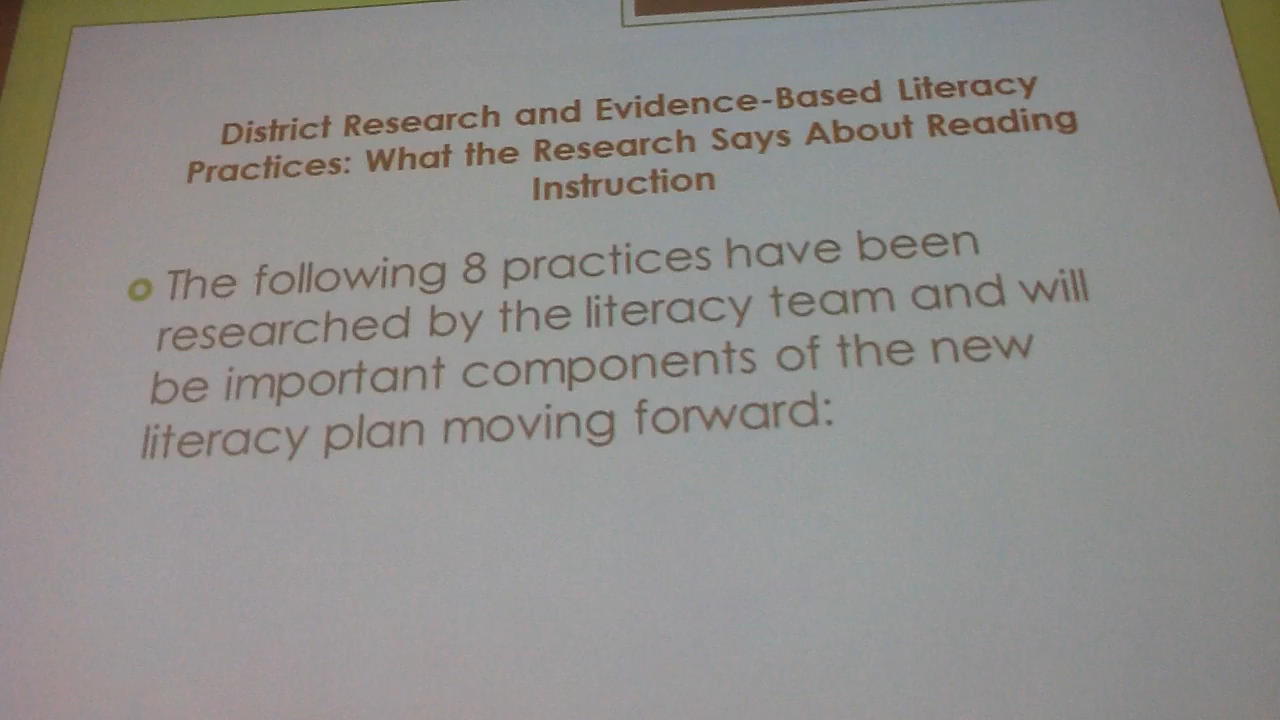 District Research and Evidence-Based Literacy
Practices: What the Research Says About Reading
Instruction
The following 8 practices have been
researched by the literacy team and will
be important components of the new
literacy plan moving forward: